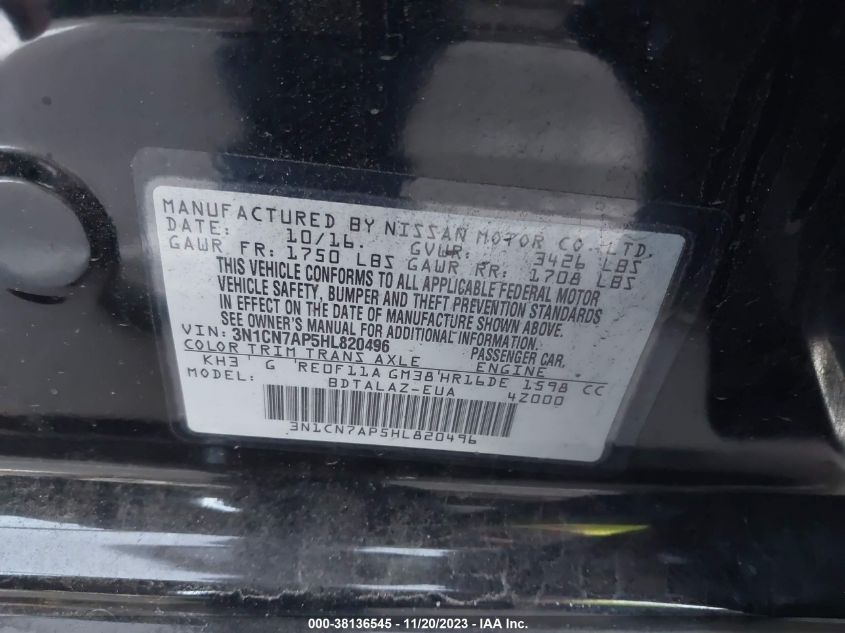 MANUFACTURED BY NISSAN MOTOR CO.,LTD.
DATE: 10/16. GVWR: 3426 LBS
GAWR FR: 1750 LBS GAWR RR: 1708 LBS
THIS VEHICLE CONFORMS TO ALL APPLICABLE FEDERAL MOTOR
VEHICLE SAFETY, BUMPER AND THEFT PREVENTION STANDARDS
IN EFFECT ON THE DATE OF MANUFACTURE SHOWN ABOVE.
SEE OWNER'S MANUAL FOR ADDITIONAL INFORMATION.
VIN: 3N1CN7AP5HL820496 PASSENGER CAR.
COLOR TRIM TRANS AXLE ENGINE
KH3 ' G 'RE0F11A GM38'HR16DE 1598 CC
MODEL: BDTALAZ-EUA 4Z000
3N1CN7AP5HL820496
000-38136545 - 11/20/2023 - IAA Inc.